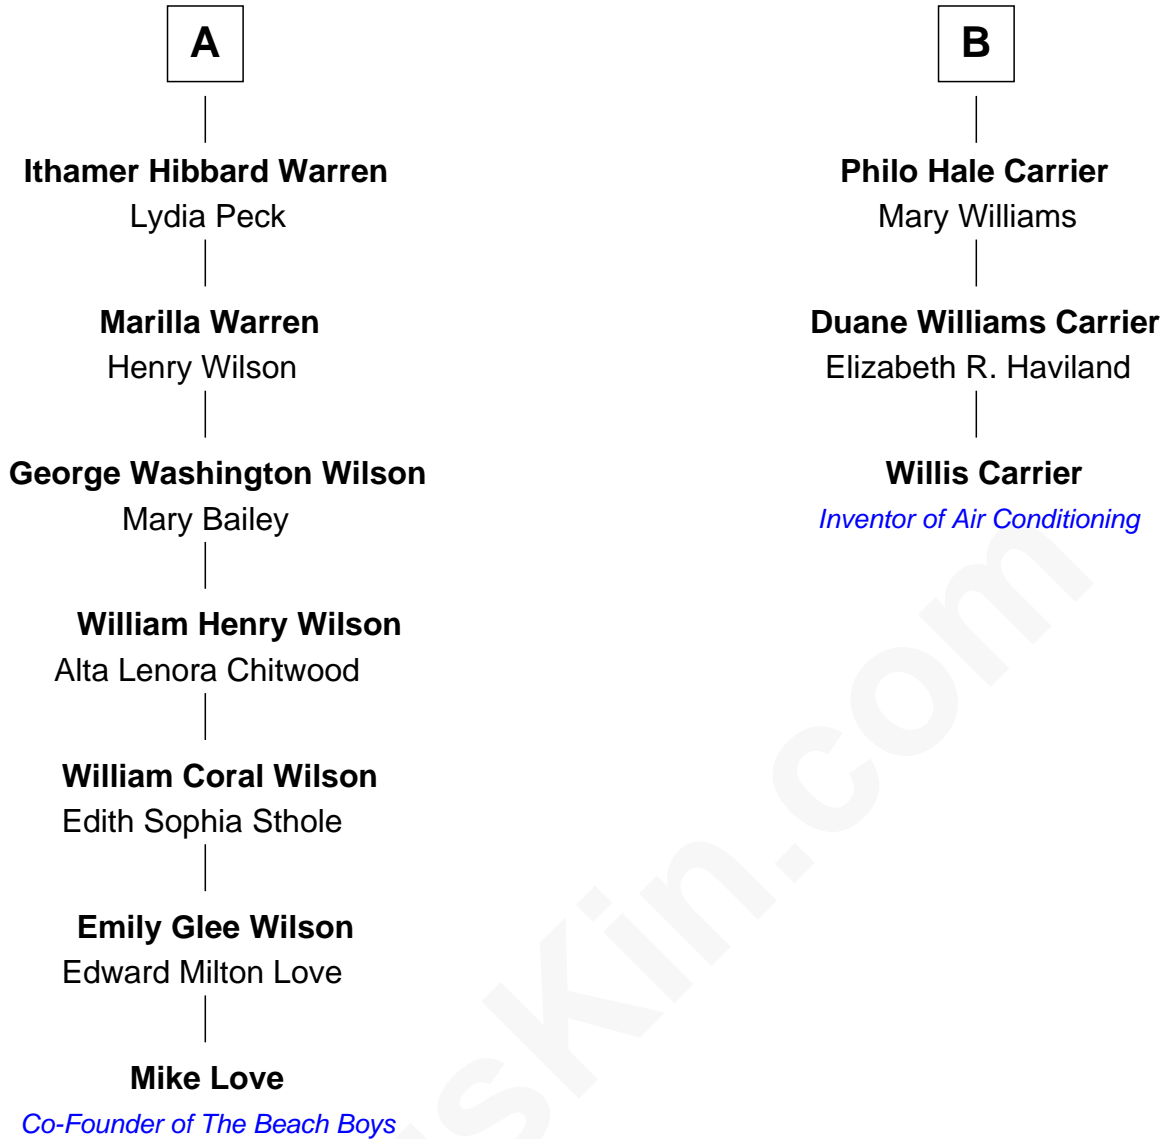 A
Ithamer Hibbard Warren
Lydia Peck
Marilla Warren
Henry Wilson
George Washington Wilson
Mary Bailey
William Henry Wilson
Alta Lenora Chitwood
William Coral Wilson
Edith Sophia Sthole
Emily Glee Wilson
Edward Milton Love
Mike Love
Co-Founder of The Beach Boys
B
Philo Hale Carrier
Mary Williams
Duane Williams Carrier
Elizabeth R. Haviland
Willis Carrier
Inventor of Air Conditioning
sKin.com